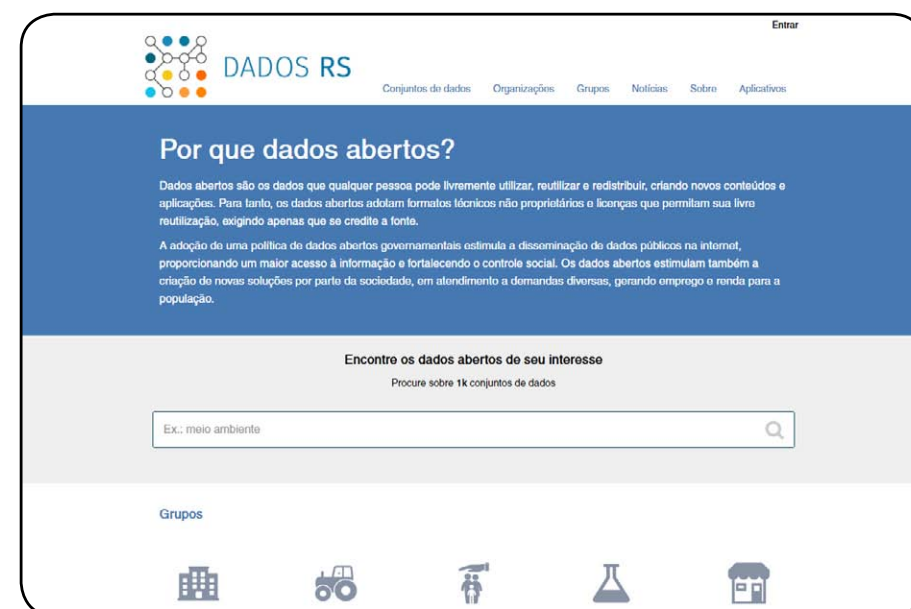 Entrar
DADOS RS
Conjuntos de dados Organizações Grupos Notícias Sobre Aplicativos
Por que dados abertos?
Dados abertos são os dados que qualquer pessoa pode livremente utilizar, reutilizar e redistribuir, criando novos conteúdos e
aplicações. Para tanto, os dados abertos adotam formatos técnicos não proprietários e licenças que permitam sua livre
reutilização, exigindo apenas que se credite a fonte.
A adoção de uma política de dados abertos governamentais estimula a disseminação de dados públicos na internet,
proporcionando um maior acesso à informação e fortalecendo o controle social. Os dados abertos estimulam também a
criação de novas soluções por parte da sociedade, em atendimento a demandas diversas, gerando emprego e renda para a
população.
Encontre os dados abertos de seu interesse
Procure sobre 1k conjuntos de dados
Ex.: meio ambiente
Grupos